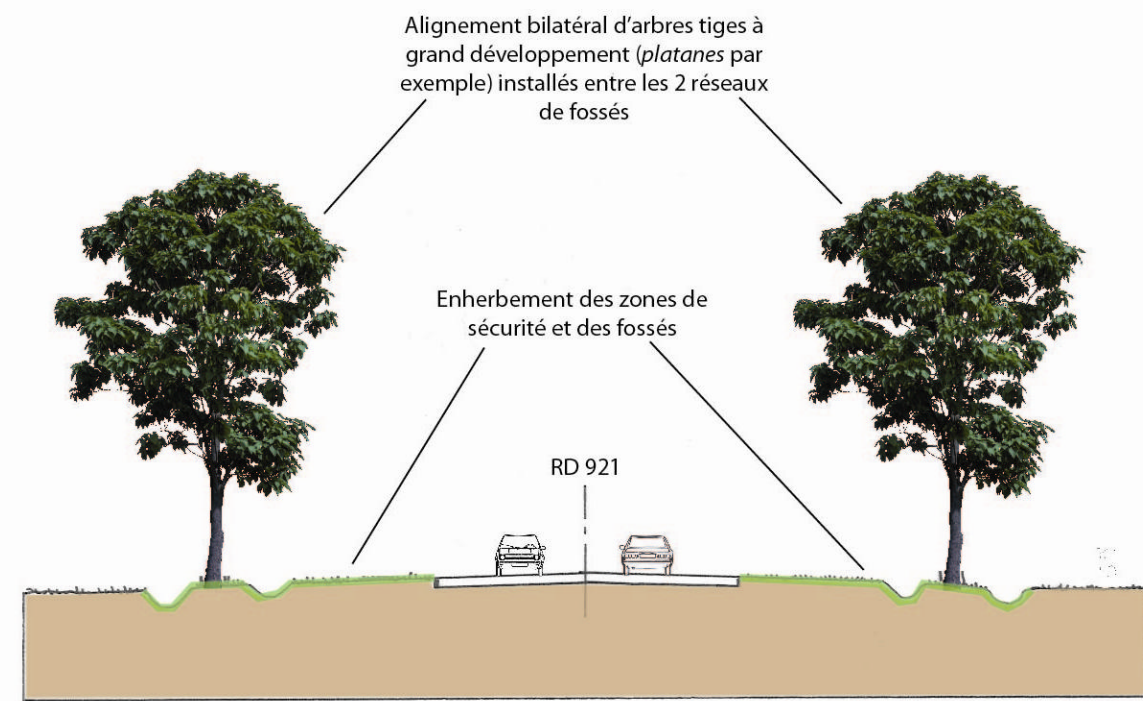 Alignement bilatéral d'arbres tiges à
grand développement (platanes par
exemple) installés entre les 2 réseaux
de fossés
Enherbement des zones de
sécurité et des fossés
RD 921